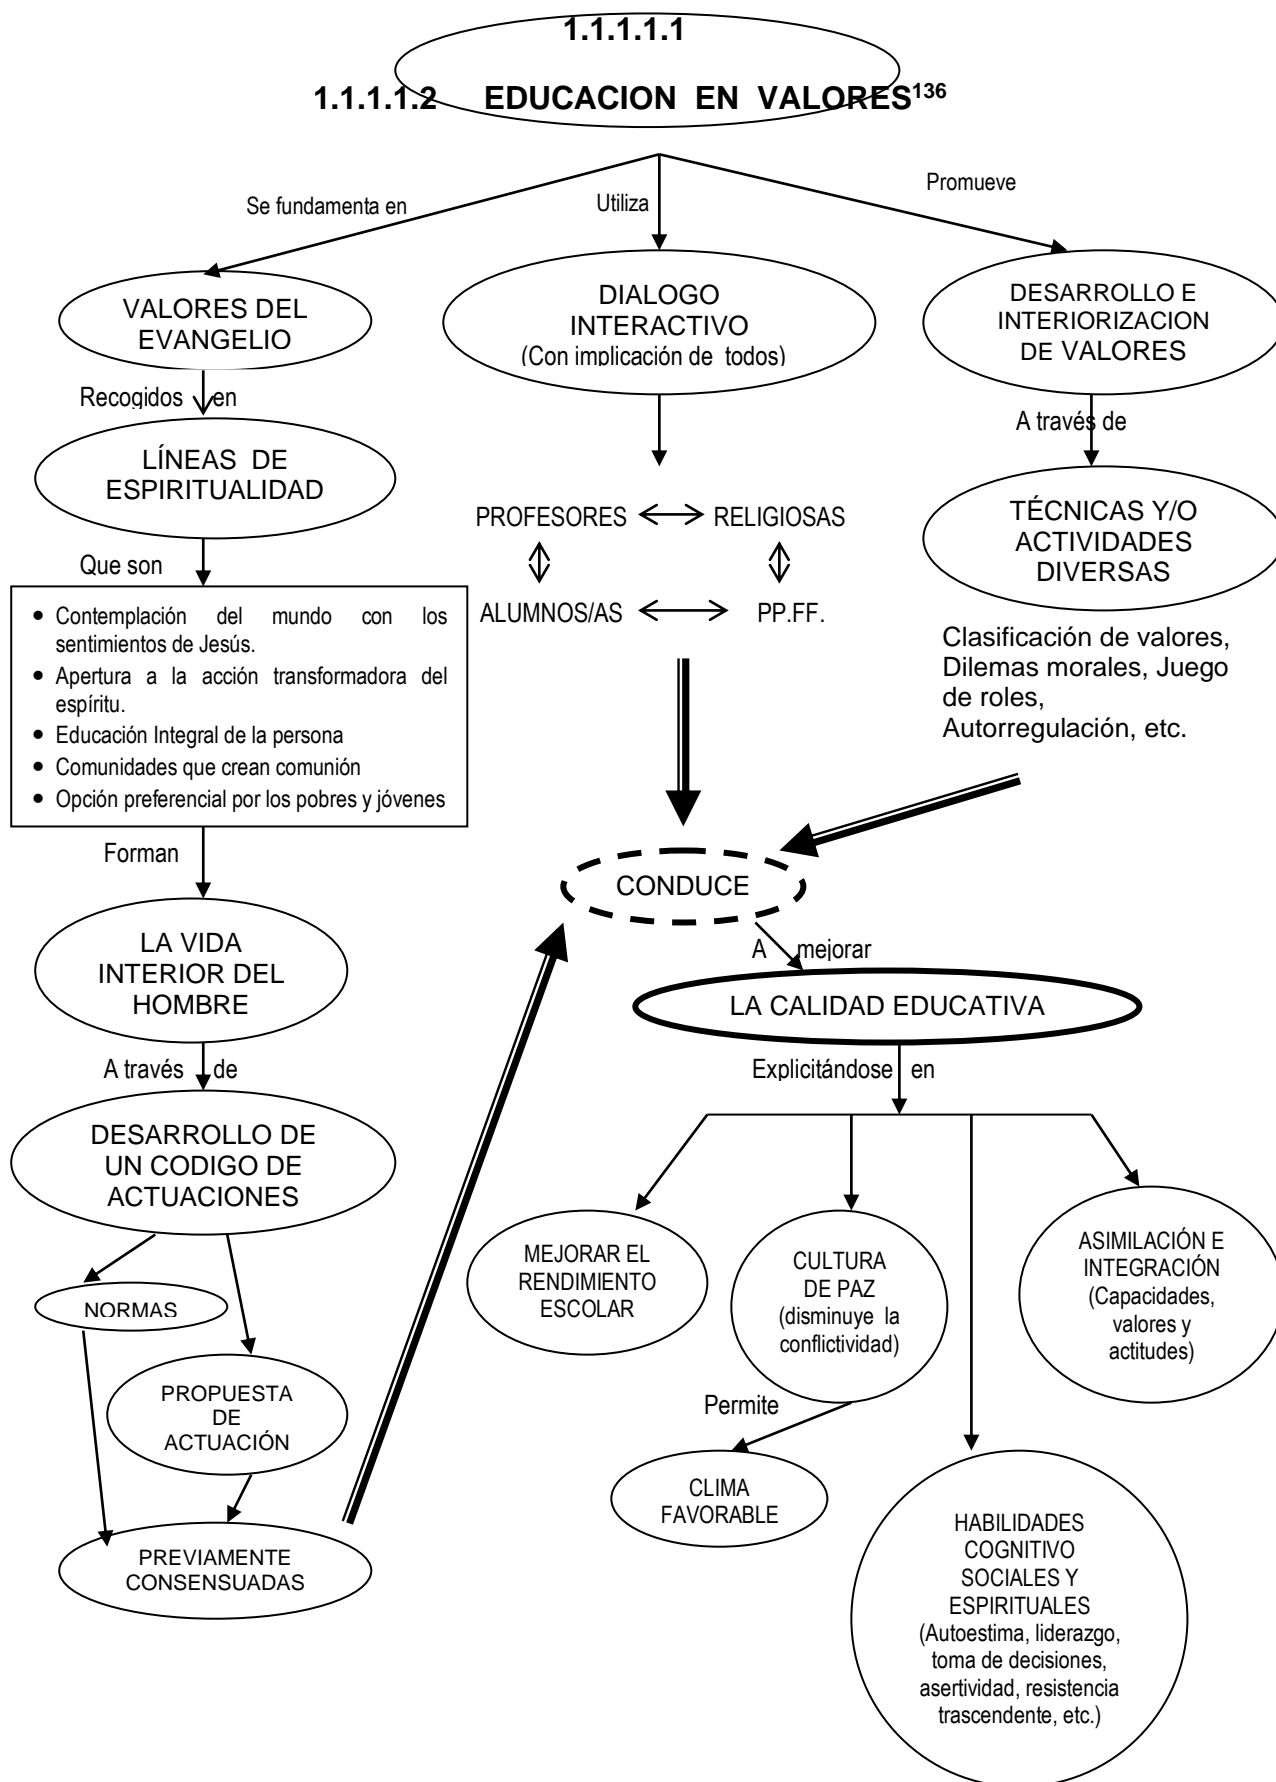 1.1.1.1.1
1.1.1.1.2 EDUCACION EN VALORES136
Se fundamenta en
Utiliza
Promueve
VALORES DEL
EVANGELIO
DIALOGO
INTERACTIVO
(Con implicación de todos)
DESARROLLO E
INTERIORIZACION
DE VALORES
Recogidos en
A través de
LÍNEAS DE
ESPIRITUALIDAD
PROFESORES
RELIGIOSAS
ALUMNOS/AS
PP.FF.
TÉCNICAS Y/O
ACTIVIDADES
DIVERSAS
Que son
• Contemplación del mundo con los
sentimientos de Jesús.
• Apertura a la acción transformadora del
espíritu.
• Educación Integral de la persona
• Comunidades que crean comunión
• Opción preferencial por los pobres y jóvenes
Clasificación de valores,
Dilemas morales, Juego
de roles,
Autorregulación, etc.
Forman
CONDUCE
LA VIDA
INTERIOR DEL
HOMBRE
A mejorar
LA CALIDAD EDUCATIVA
A través de
Explicitándose en
DESARROLLO DE
UN CODIGO DE
ACTUACIONES
NORMAS
MEJORAR EL
RENDIMIENTO
ESCOLAR
CULTURA
DE PAZ
(disminuye la
conflictividad)
ASIMILACIÓN E
INTEGRACIÓN
(Capacidades,
valores y
actitudes)
PROPUESTA
DE
ACTUACIÓN
Permite
CLIMA
FAVORABLE
PREVIAMENTE
CONSENSUADAS
HABILIDADES
COGNITIVO
SOCIALES Y
ESPIRITUALES
(Autoestima, liderazgo,
toma de decisiones,
asertividad, resistencia
trascendente, etc.)